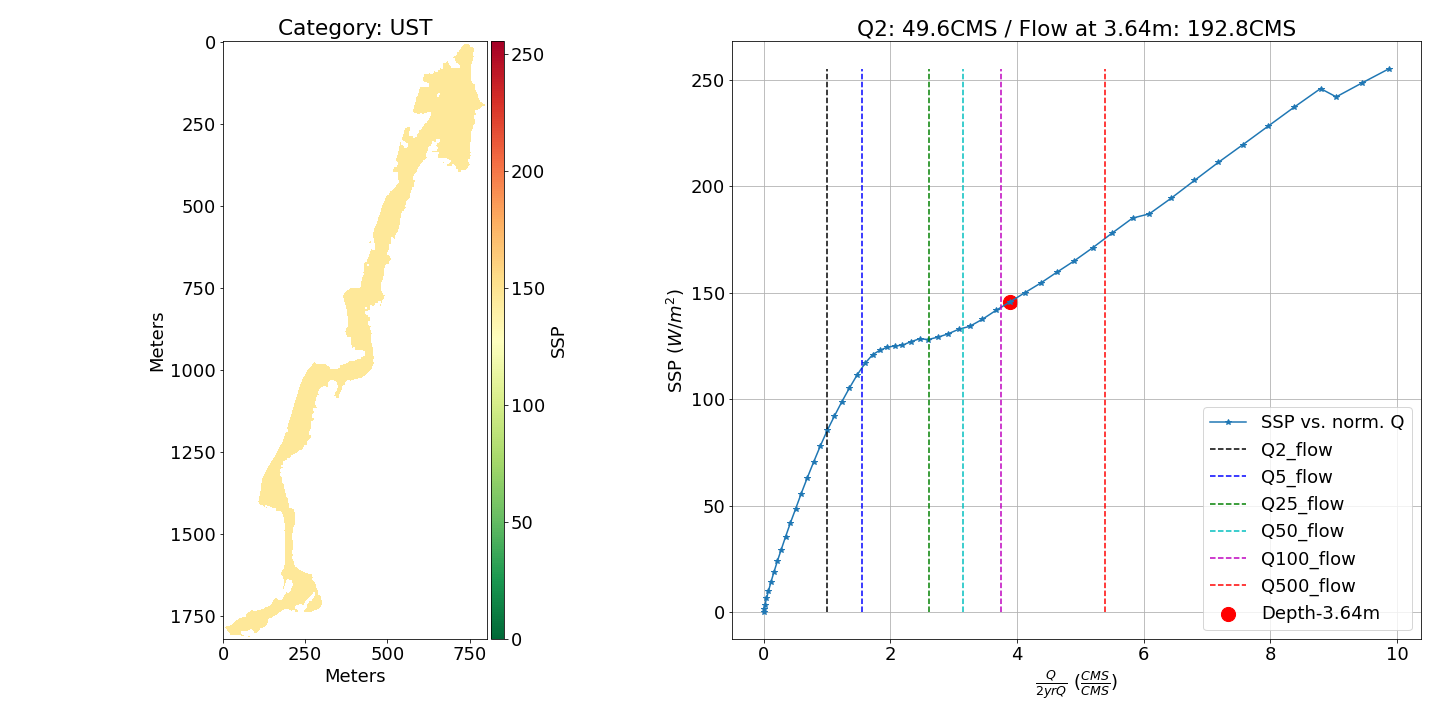 Category: UST
0
250
500
750
1000
1250
1500
1750
Meters
0
250
500
750
Meters
250
200
150
100
50
0
SSP
Q2: 49.6CMS / Flow at 3.64m: 192.8CMS
250
200
150
100
50
0
SSP (W/m²)
0
2
4
6
8
10
Q/2yrQ (CMS/CMS)
SSP vs. norm. Q
Q2_flow
Q5_flow
Q25_flow
Q50_flow
Q100_flow
Q500_flow
Depth-3.64m